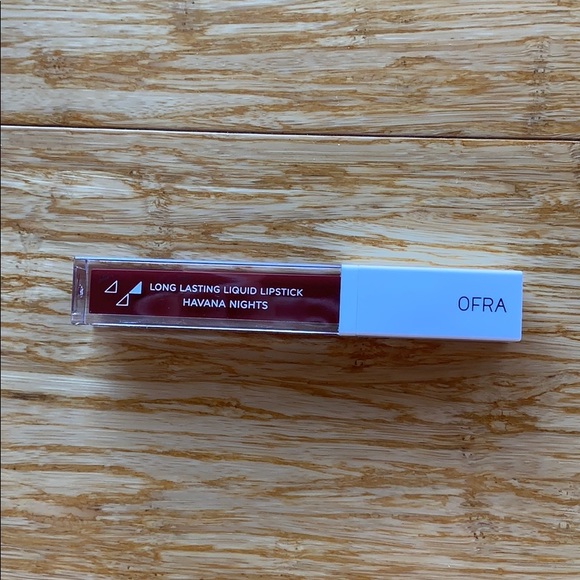 LONG LASTING LIQUID LIPSTICK
HAVANA NIGHTS
OFRA